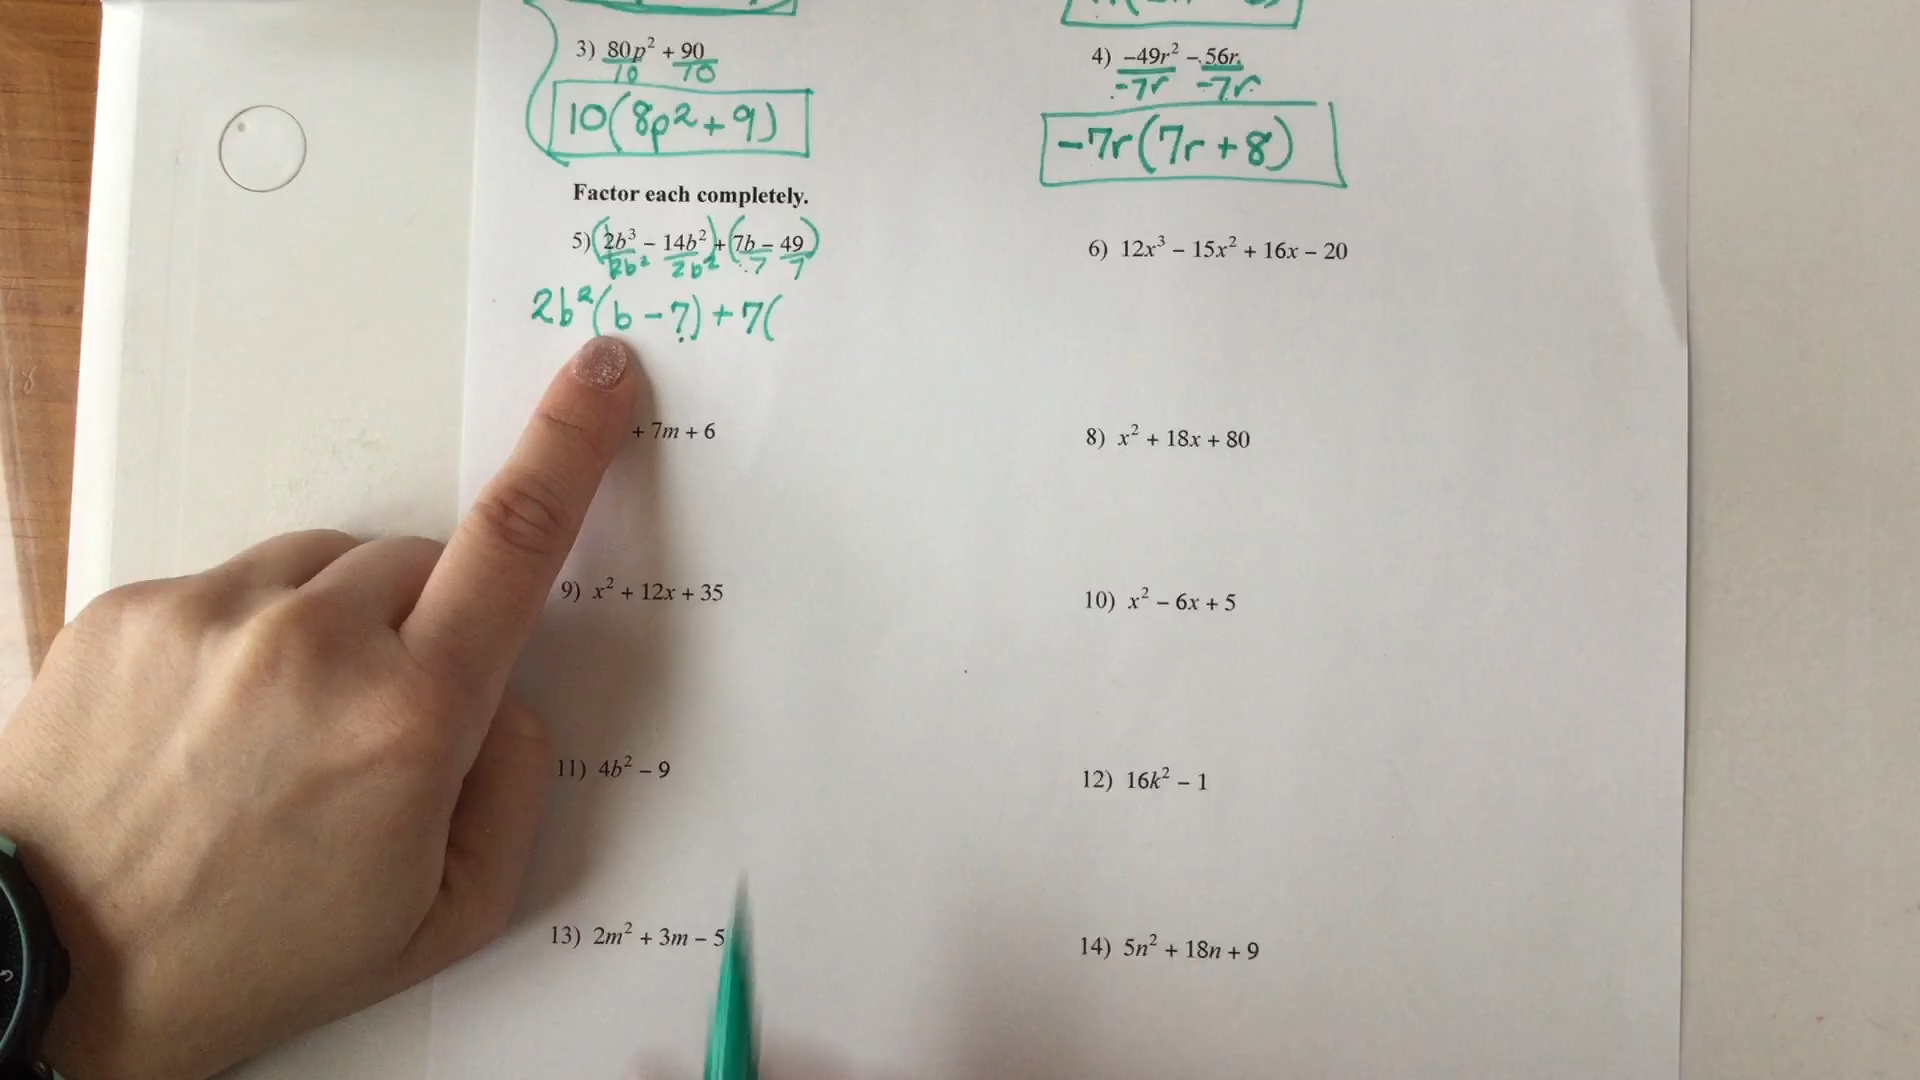 3) 80p² + 90
10 10
10(8p² + 9)
4) −49r² − 56r
-7r -7r
-7r(7r + 8)
Factor each completely.
5) (2b³ − 14b²) + (7b − 49)
2b² 2b² 7 7
2b²(b - 7) + 7(
6) 12x³ − 15x² + 16x − 20
+ 7m + 6
8) x² + 18x + 80
9) x² + 12x + 35
10) x² − 6x + 5
11) 4b² − 9
12) 16k² − 1
13) 2m² + 3m − 5
14) 5n² + 18n + 9